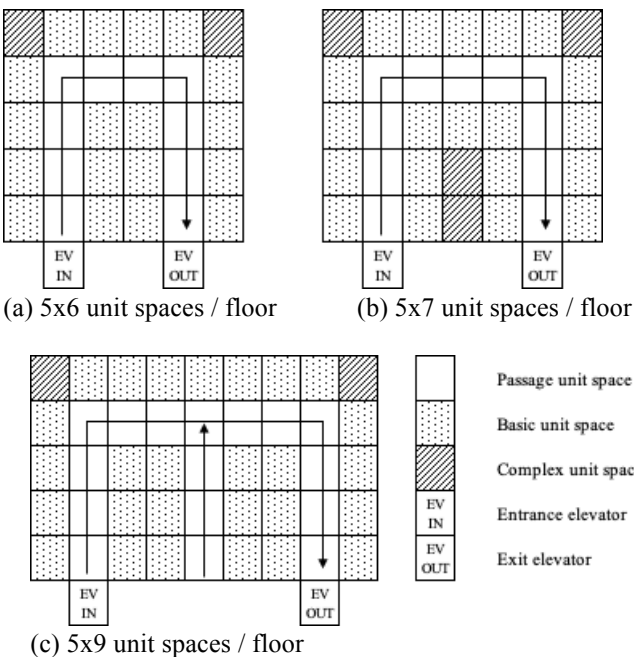 EV
IN
EV
OUT
EV
IN
EV
OUT
(a) 5x6 unit spaces / floor
(b) 5x7 unit spaces / floor
Passage unit space
Basic unit space
Complex unit spac
EV
IN
Entrance elevator
EV
OUT
Exit elevator
EV
IN
EV
OUT
(c) 5x9 unit spaces / floor